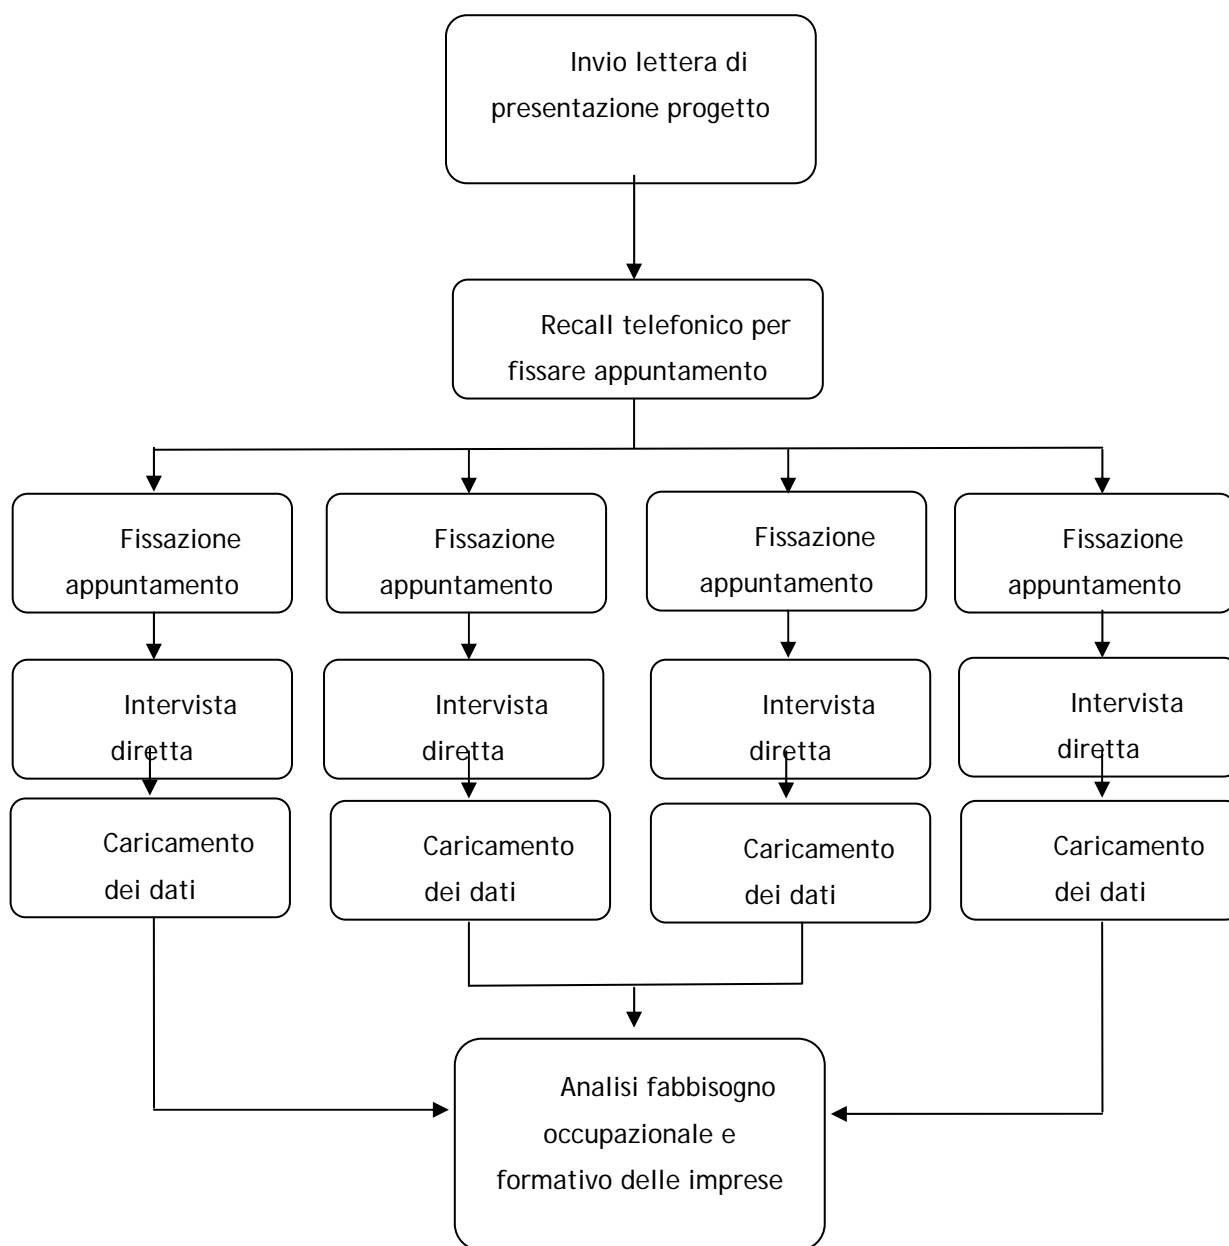 Invio lettera di
presentazione progetto
Recall telefonico per
fissare appuntamento
Fissazione
appuntamento
Fissazione
appuntamento
Fissazione
appuntamento
Fissazione
appuntamento
Intervista
diretta
Intervista
diretta
Intervista
diretta
Intervista
diretta
Caricamento
dei dati
Caricamento
dei dati
Caricamento
dei dati
Caricamento
dei dati
Analisi fabbisogno
occupazionale e
formativo delle imprese